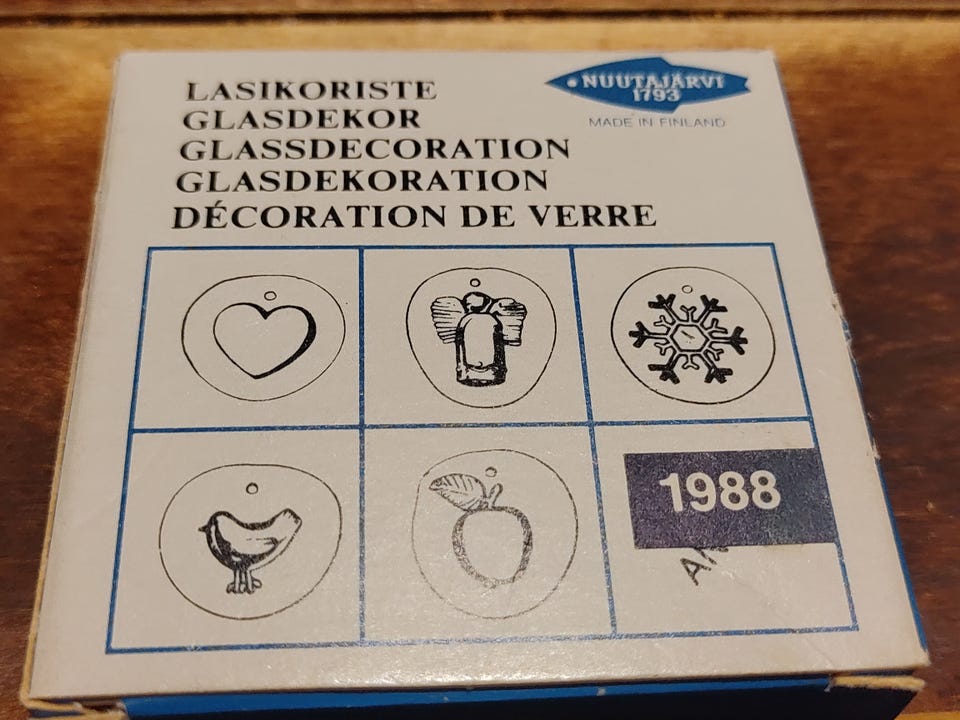 LASIKORISTE
GLASDEKOR
GLASSDECORATION
GLASDEKORATION
DÉCORATION DE VERRE
NUUTAJÄRVI
1793
MADE IN FINLAND
1988